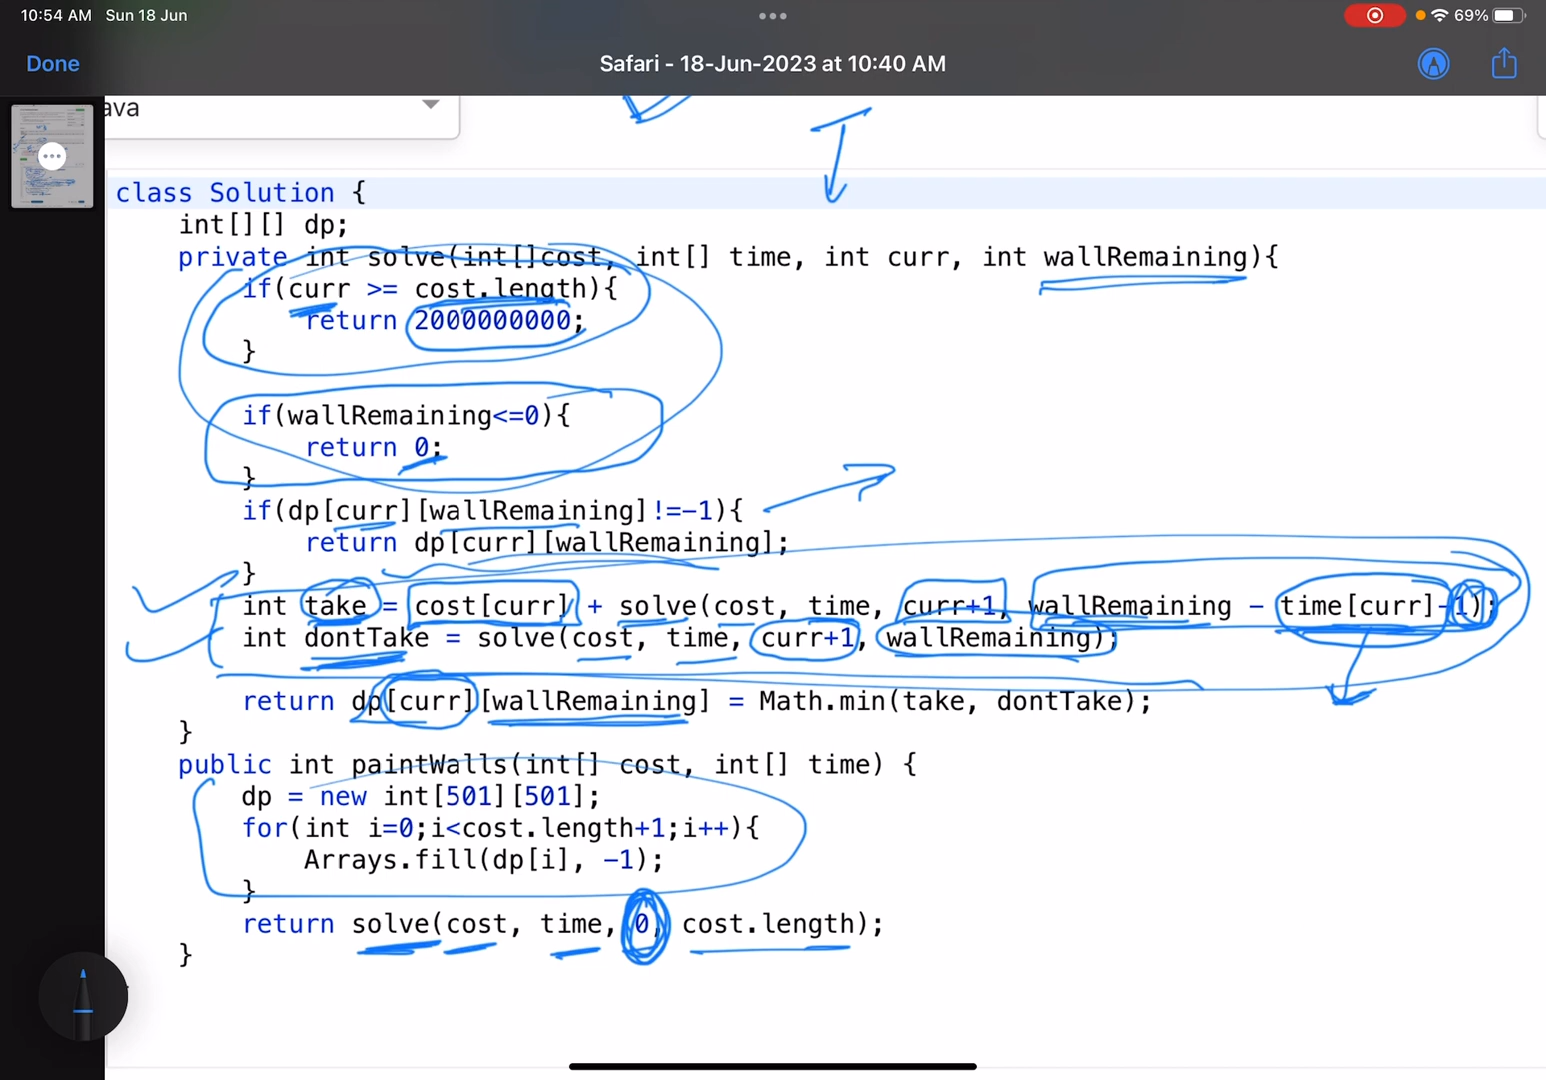 10:54 AM Sun 18 Jun
69%
Done
Safari - 18-Jun-2023 at 10:40 AM
ava
class Solution {
int[][] dp;
private int solve(int[]cost, int[] time, int curr, int wallRemaining){
if(curr >= cost.length){
return 2000000000;
}
if(wallRemaining<=0){
return 0;
}
if(dp[curr][wallRemaining]!=-1){
return dp[curr][wallRemaining];
}
int take = cost[curr] + solve(cost, time, curr+1, wallRemaining - time[curr]-1);
int dontTake = solve(cost, time, curr+1, wallRemaining);
return dp[curr][wallRemaining] = Math.min(take, dontTake);
}
public int paintWalls(int[] cost, int[] time) {
dp = new int[501][501];
for(int i=0;i<cost.length+1;i++){
Arrays.fill(dp[i], -1);
}
return solve(cost, time, 0, cost.length);
}